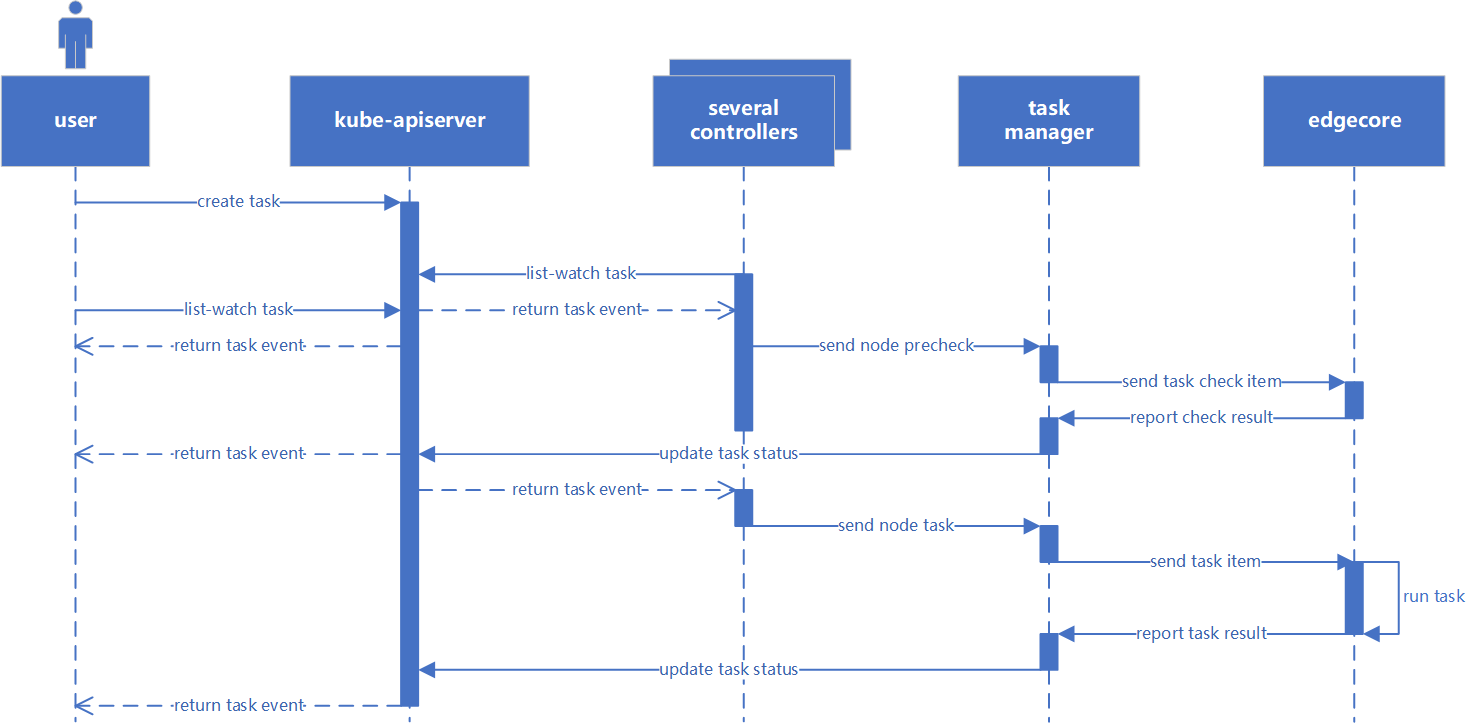 user
kube-apiserver
several
controllers
task
manager
edgecore
create task
list-watch task
list-watch task
return task event
return task event
send node precheck
send task check item
report check result
return task event
update task status
return task event
send node task
send task item
run task
report task result
update task status
return task event